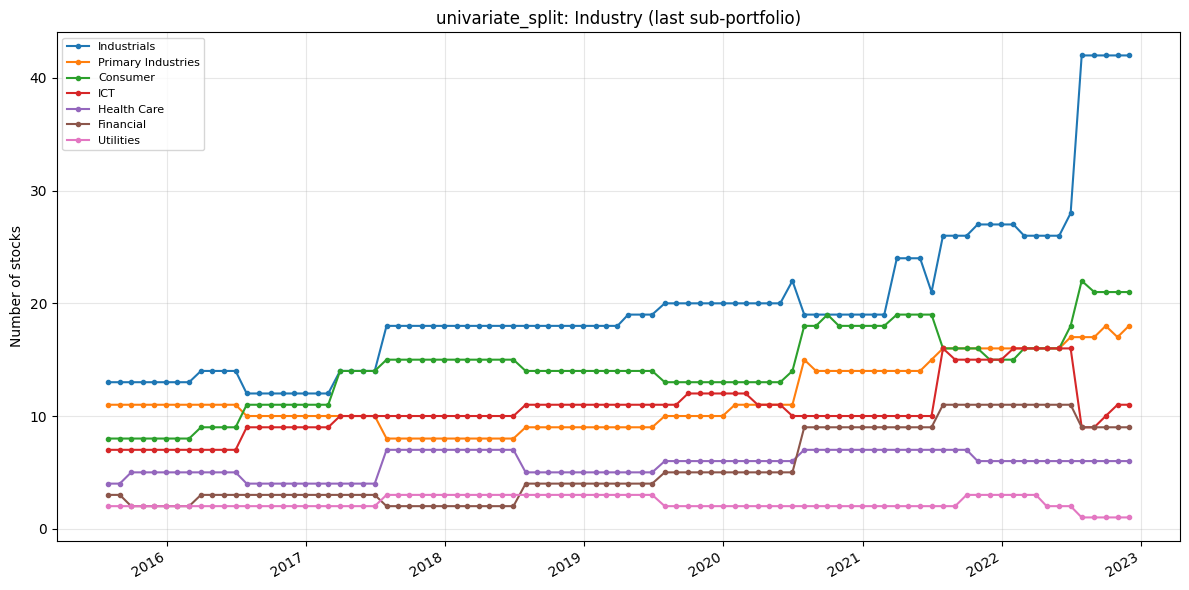 univariate_split: Industry (last sub-portfolio)
Industrials
Primary Industries
Consumer
ICT
Health Care
Financial
Utilities
Number of stocks
40
30
20
10
0
2016
2017
2018
2019
2020
2021
2022
2023